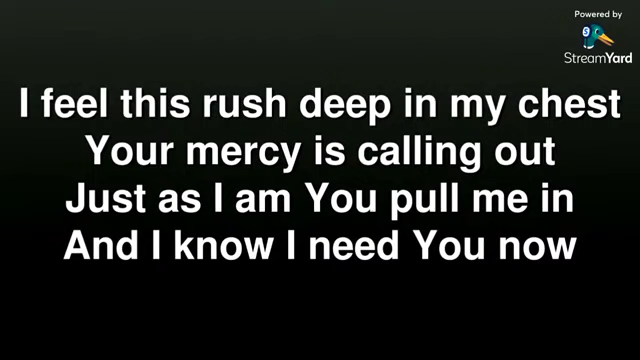 Powered by
StreamYard
I feel this rush deep in my chest
Your mercy is calling out
Just as I am You pull me in
And I know I need You now